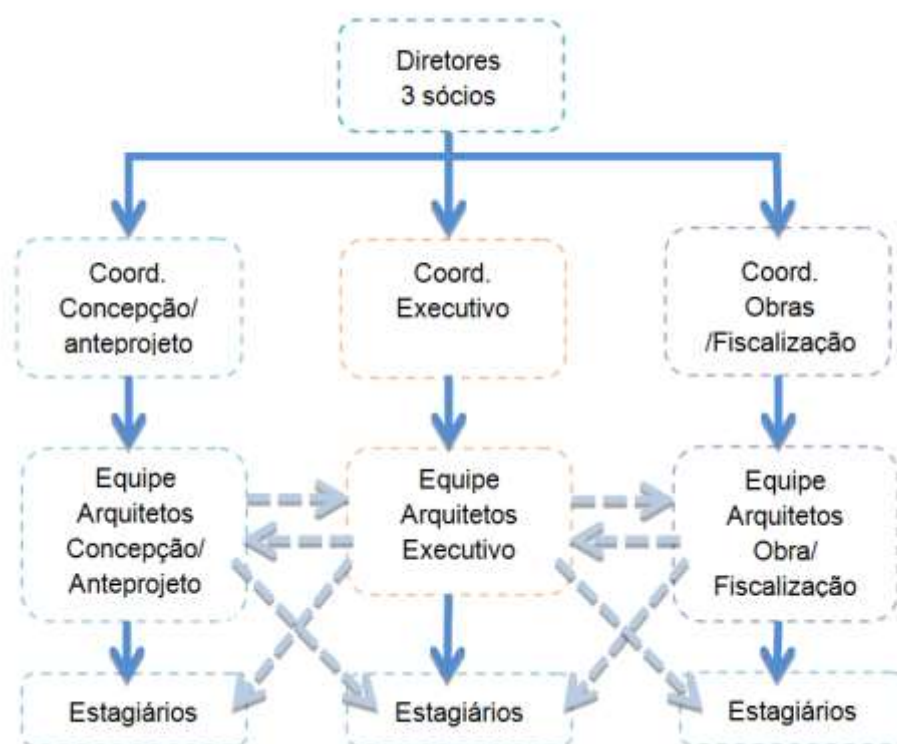 Diretores
3 sócios
Coord.
Concepção/
anteprojeto
Coord.
Executivo
Coord.
Obras
/Fiscalização
Equipe
Arquitetos
Concepção/
Anteprojeto
Equipe
Arquitetos
Executivo
Equipe
Arquitetos
Obra/
Fiscalização
Estagiários
Estagiários
Estagiários